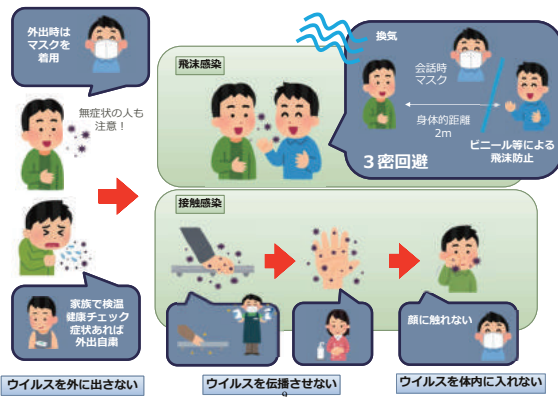 外出時は
マスクを
着用
無症状の人も
注意！
家族で検温
健康チェック
症状あれば
外出自粛
ウイルスを外に出さない
飛沫感染
換気
会話時
マスク
身体的距離
2m
ビニール等による
飛沫防止
３密回避
接触感染
顔に触れない
ウイルスを伝播させない
9
ウイルスを体内に入れない